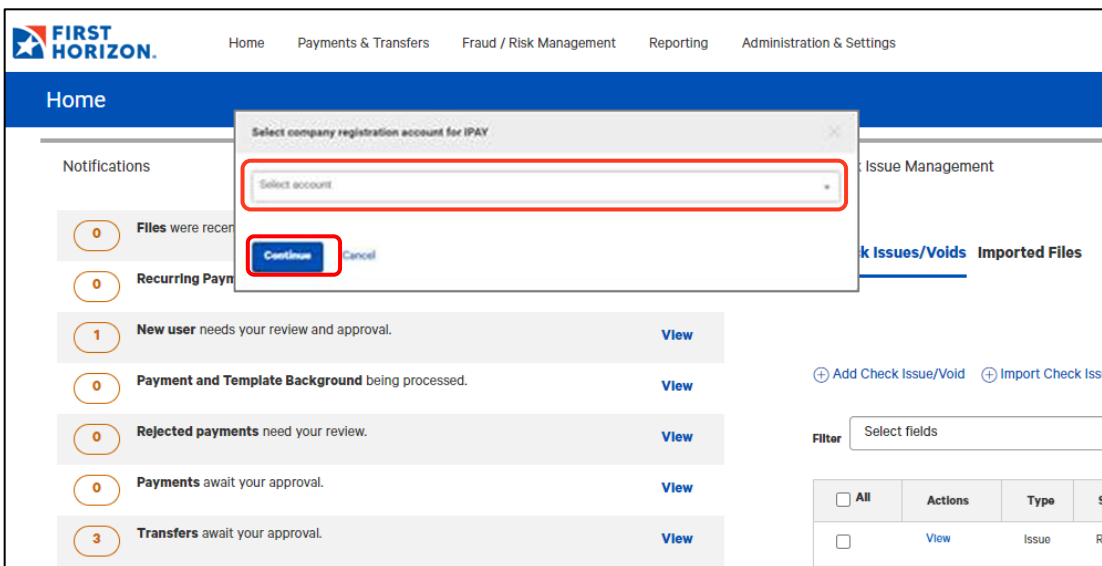 FIRST
HORIZON.
Home Payments & Transfers Fraud / Risk Management Reporting Administration & Settings
Home
Select company registration account for IPAY
Select account
Continue Cancel
Notifications
Issue Management
0 Files were recen
k Issues/Voids Imported Files
0 Recurring Paym
1 New user needs your review and approval. View
0 Payment and Template Background being processed. View
Add Check Issue/Void Import Check Iss
0 Rejected payments need your review. View
Filter Select fields
0 Payments await your approval. View
All Actions Type S
3 Transfers await your approval. View
View Issue R